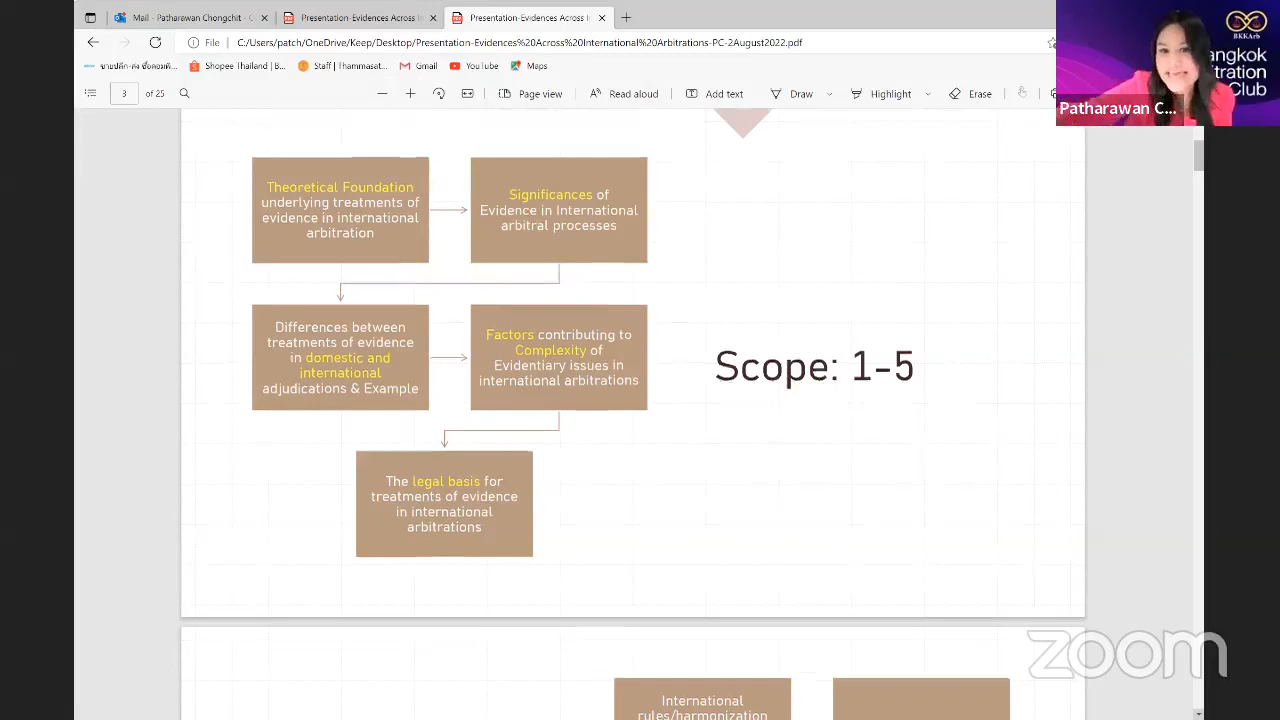 Mail - Patharawan Chongchit - O
Presentation-Evidences Across In
Presentation-Evidences Across In
File
C:/Users/patch/OneDrive/Keep/Desktop/Presentation-Evidences%20Across%20International%20Arbitrations-PC-2August2022.pdf
Shopee Thailand | B...
Staff | Thammasat...
Gmail
YouTube
Maps
3
of 25
Page view
Read aloud
Add text
Draw
Highlight
Erase
BKKArb
angkok
itration
Club
Patharawan C...
Theoretical Foundation
underlying treatments of
evidence in international
arbitration
Significances of
Evidence in International
arbitral processes
Differences between
treatments of evidence
in domestic and
international
adjudications & Example
Factors contributing to
Complexity of
Evidentiary issues in
international arbitrations
The legal basis for
treatments of evidence
in international
arbitrations
Scope: 1-5
International
rules/harmonization
zoom